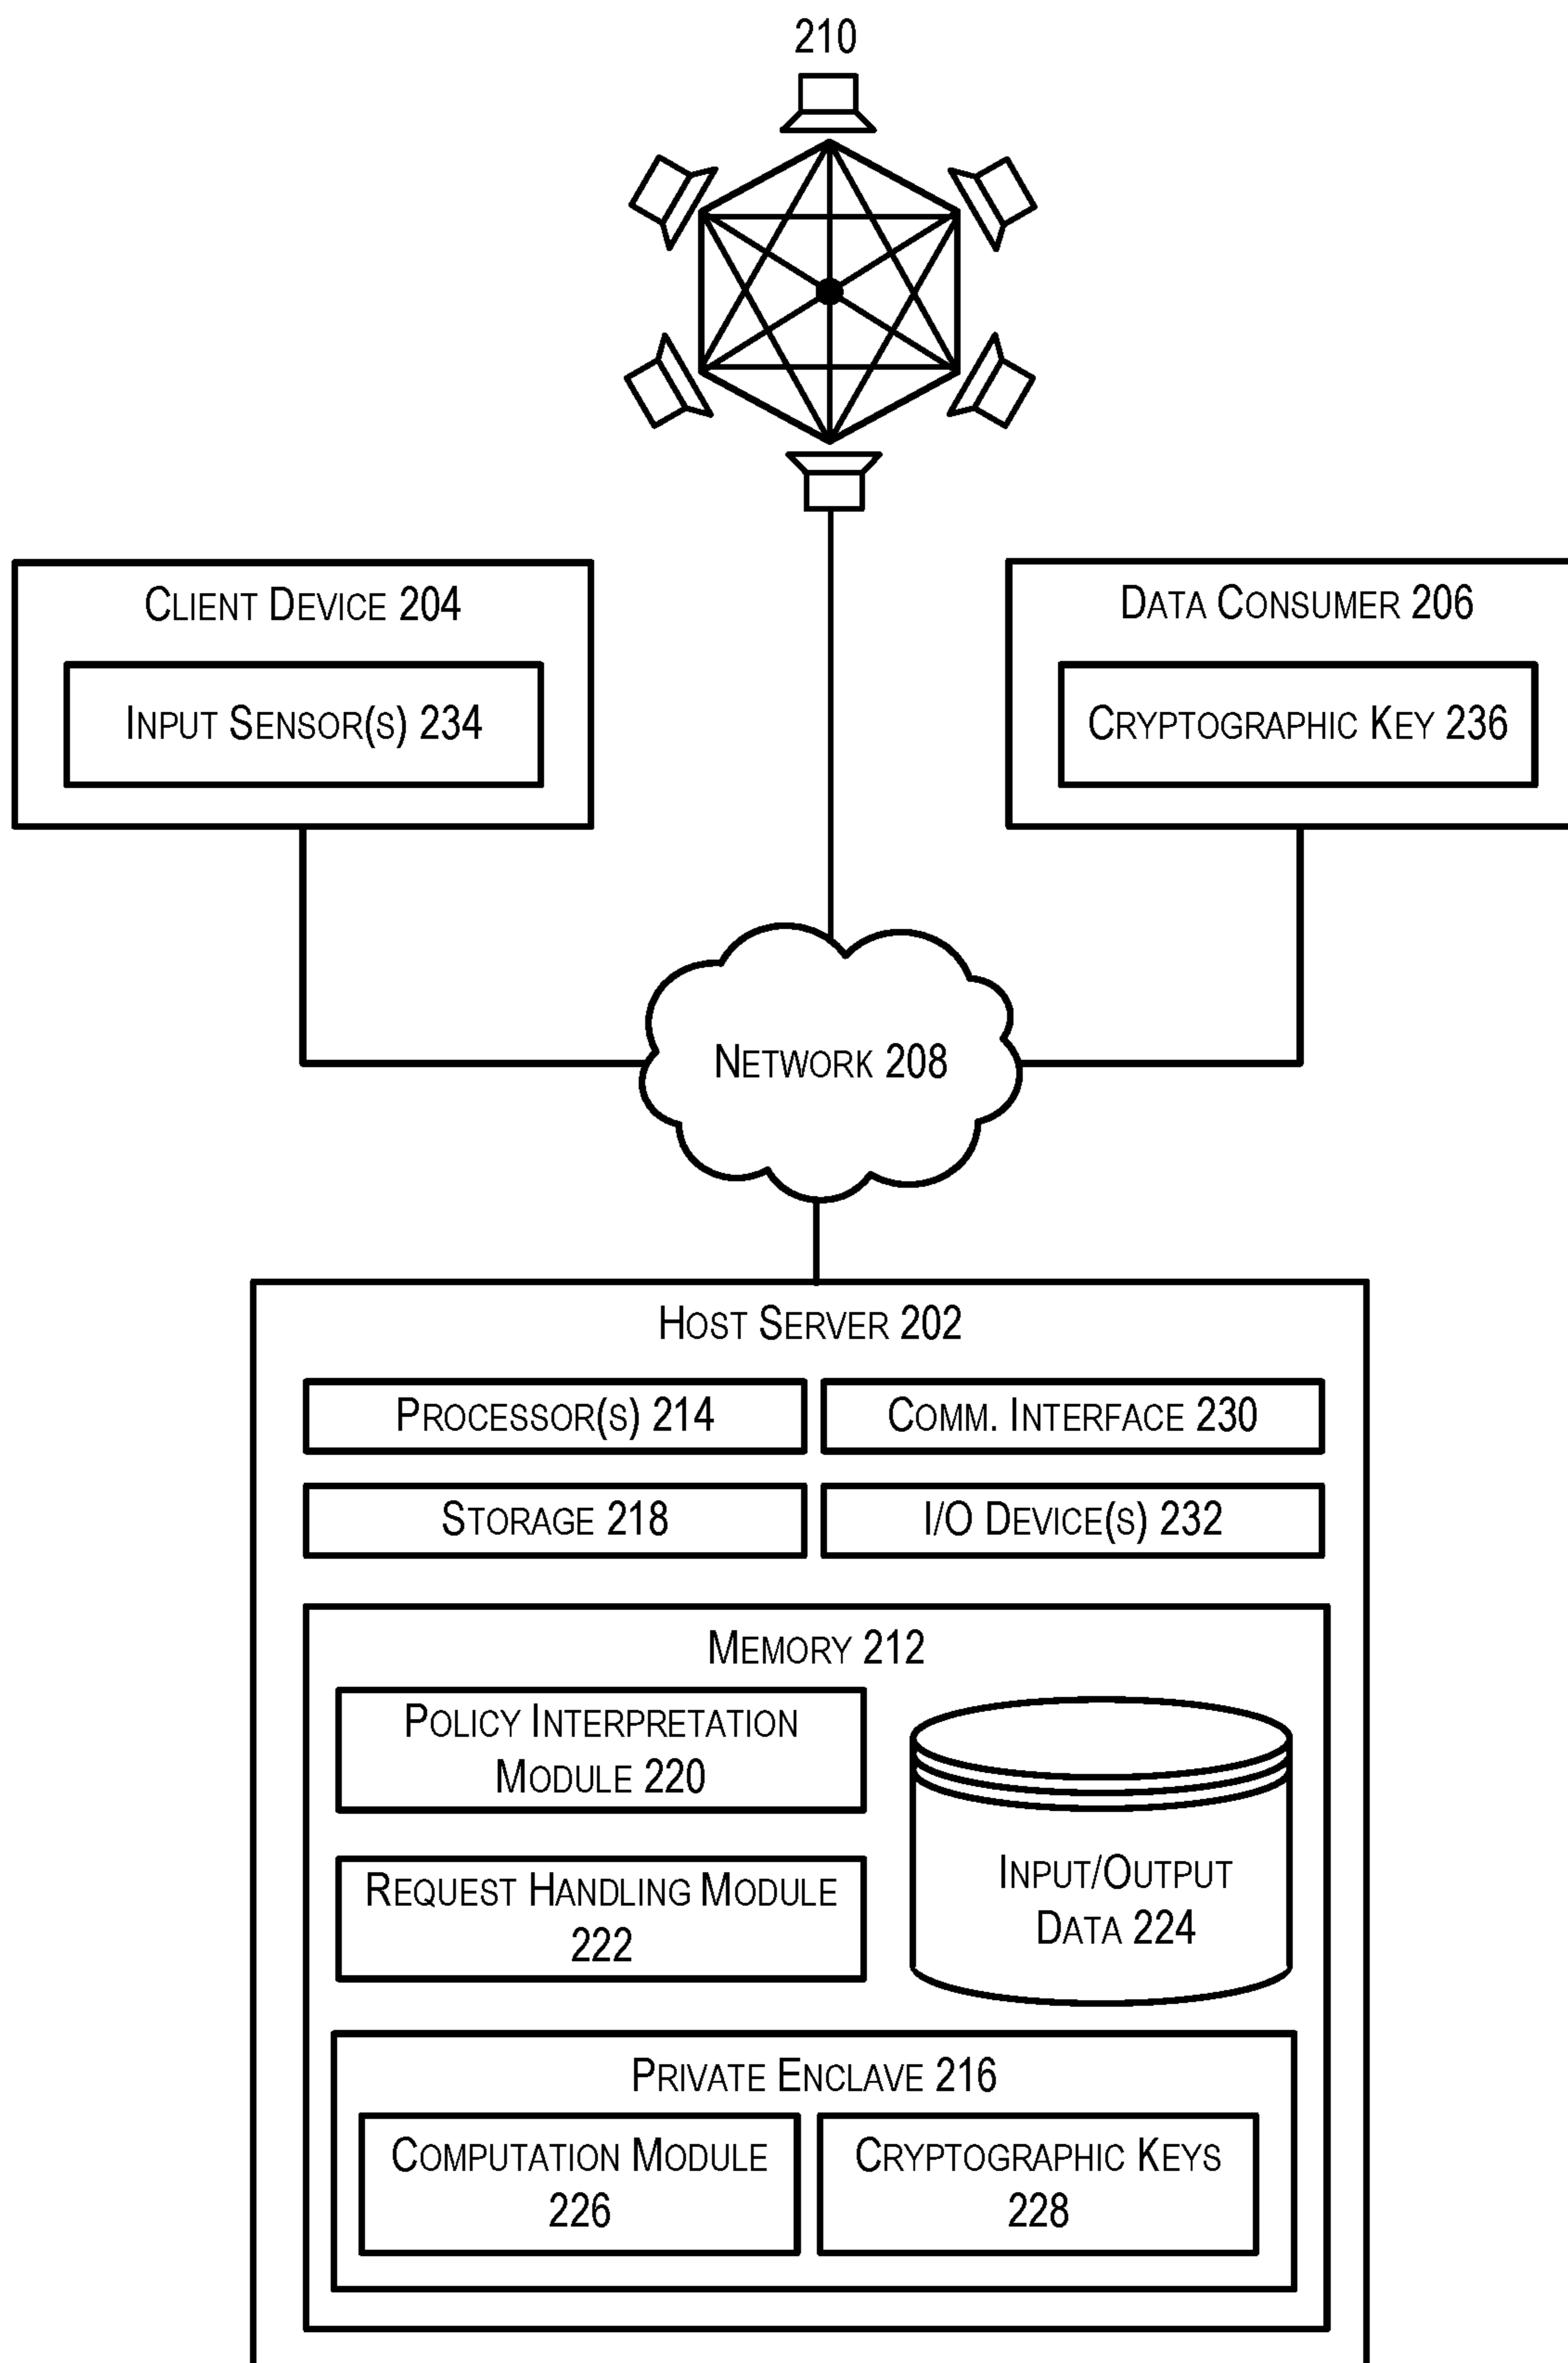 210
CLIENT DEVICE 204
INPUT SENSOR(S) 234
DATA CONSUMER 206
CRYPTOGRAPHIC KEY 236
NETWORK 208
HOST SERVER 202
PROCESSOR(S) 214
COMM. INTERFACE 230
STORAGE 218
I/O DEVICE(S) 232
MEMORY 212
POLICY INTERPRETATION
MODULE 220
REQUEST HANDLING MODULE
222
INPUT/OUTPUT
DATA 224
PRIVATE ENCLAVE 216
COMPUTATION MODULE
226
CRYPTOGRAPHIC KEYS
228